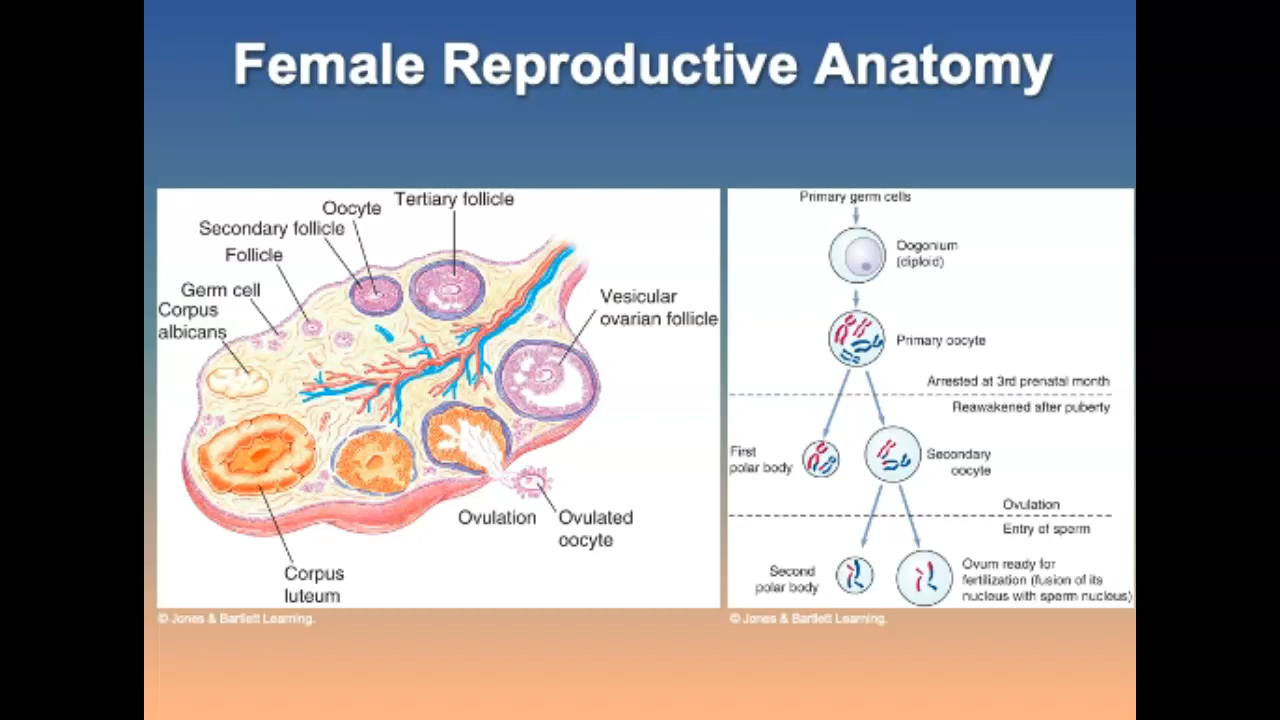 Female Reproductive Anatomy
Tertiary follicle
Oocyte
Secondary follicle
Follicle
Germ cell
Corpus
albicans
Vesicular
ovarian follicle
Ovulation
Ovulated
oocyte
Corpus
luteum
© Jones & Bartlett Learning.
Primary germ cells
Oogonium
(diploid)
Primary oocyte
Arrested at 3rd prenatal month
Reawakened after puberty
First
polar body
Secondary
oocyte
Ovulation
Entry of sperm
Second
polar body
Ovum ready for
fertilization (fusion of its
nucleus with sperm nucleus)
© Jones & Bartlett Learning.